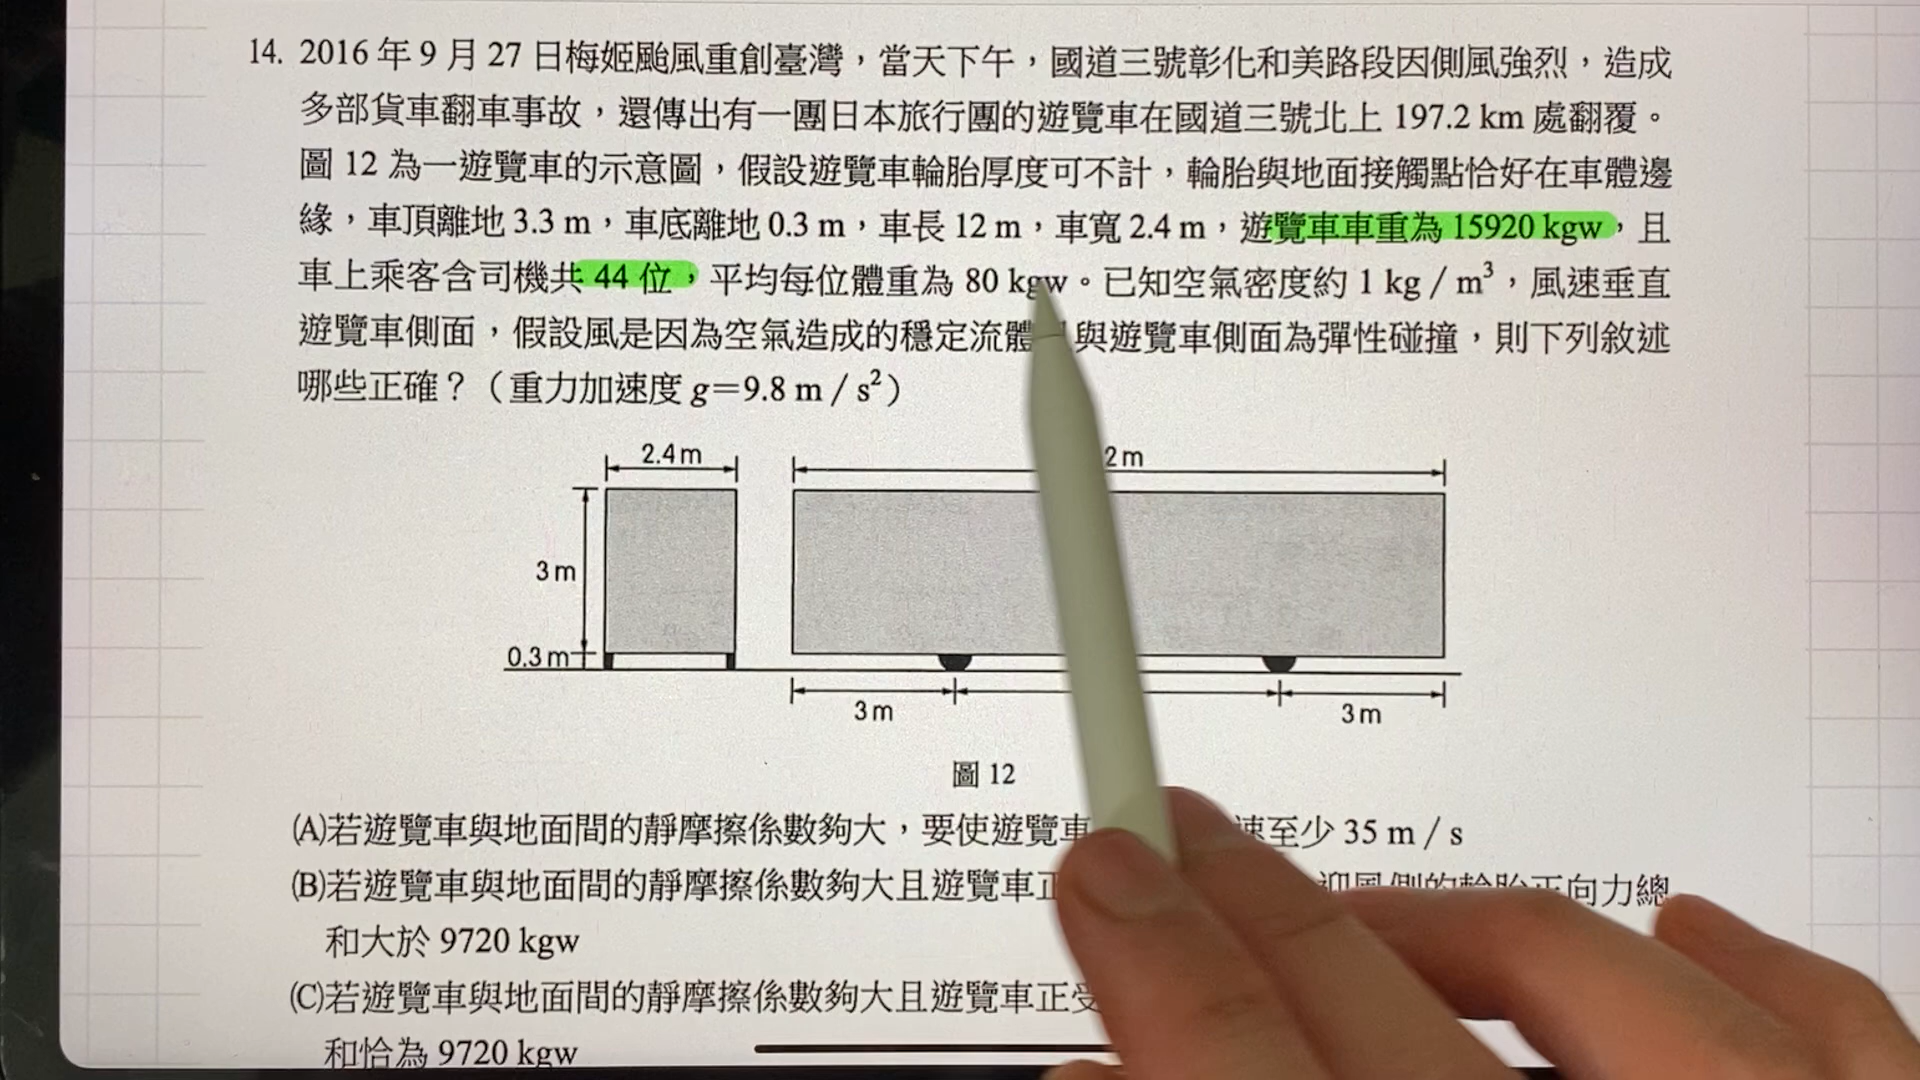 14. 2016 年 9 月 27 日梅姬颱風重創臺灣，當天下午，國道三號彰化和美路段因側風強烈，造成
多部貨車翻車事故，還傳出有一團日本旅行團的遊覽車在國道三號北上 197.2 km 處翻覆。
圖 12 為一遊覽車的示意圖，假設遊覽車輪胎厚度可不計，輪胎與地面接觸點恰好在車體邊
緣，車頂離地 3.3 m，車底離地 0.3 m，車長 12 m，車寬 2.4 m，遊覽車車重為 15920 kgw，且
車上乘客含司機共 44 位，平均每位體重為 80 kgw。已知空氣密度約 1 kg / m³，風速垂直
遊覽車側面，假設風是因為空氣造成的穩定流體 與遊覽車側面為彈性碰撞，則下列敘述
哪些正確？（重力加速度 g＝9.8 m / s²）
2.4 m
2 m
3 m
0.3 m
3 m
3 m
圖 12
(A)若遊覽車與地面間的靜摩擦係數夠大，要使遊覽車 速至少 35 m / s
(B)若遊覽車與地面間的靜摩擦係數夠大且遊覽車正 迎風側的輪胎正向力總
和大於 9720 kgw
(C)若遊覽車與地面間的靜摩擦係數夠大且遊覽車正受
和恰為 9720 kgw